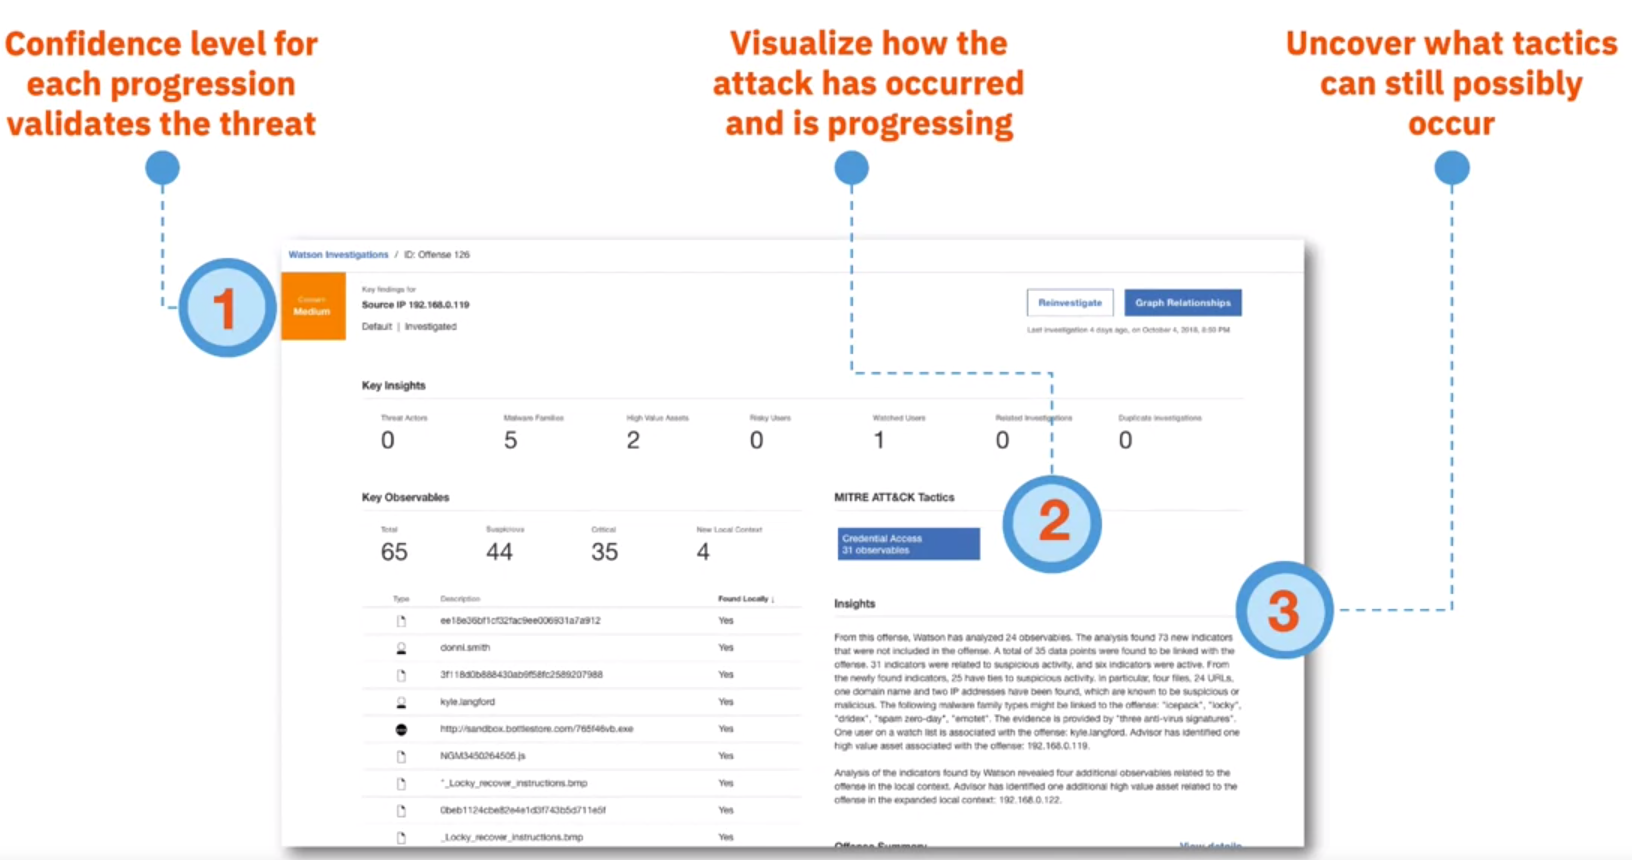 Confidence level for
each progression
validates the threat
Visualize how the
attack has occurred
and is progressing
Uncover what tactics
can still possibly
occur
1
2
3
Watson Investigations / ID: Offense 126
Concern
Medium
Key findings for
Source IP 192.168.0.119
Default | Investigated
Reinvestigate
Graph Relationships
Last investigation 4 days ago, on October 4, 2018, 8:50 PM
Key Insights
Threat Actors
0
Malware Families
5
High Value Assets
2
Risky Users
0
Watched Users
1
Related Investigations
0
Duplicate Investigations
0
Key Observables
Total
65
Suspicious
44
Critical
35
New Local Context
4
Type Description Found Locally ↓
ee18e36bf1cf32fac9ee006931a7a912 Yes
donni.smith Yes
3f118d0b888430ab9f58fc2589207988 Yes
kyle.langford Yes
http://sandbox.bottlestore.com/765f46vb.exe Yes
NGM3450264505.js Yes
*_Locky_recover_instructions.bmp Yes
0beb1124cbe82e4e1d3f743b5d711e5f Yes
_Locky_recover_instructions.bmp Yes
MITRE ATT&CK Tactics
Credential Access
31 observables
Insights
From this offense, Watson has analyzed 24 observables. The analysis found 73 new indicators
that were not included in the offense. A total of 35 data points were found to be linked with the
offense. 31 indicators were related to suspicious activity, and six indicators were active. From
the newly found indicators, 25 have ties to suspicious activity. In particular, four files, 24 URLs,
one domain name and two IP addresses have been found, which are known to be suspicious or
malicious. The following malware family types might be linked to the offense: "icepack", "locky",
"dridex", "spam zero-day", "emotet". The evidence is provided by "three anti-virus signatures".
One user on a watch list is associated with the offense: kyle.langford. Advisor has identified one
high value asset associated with the offense: 192.168.0.119.
Analysis of the indicators found by Watson revealed four additional observables related to the
offense in the local context. Advisor has identified one additional high value asset related to the
offense in the expanded local context: 192.168.0.122.
Offense Summary
View details